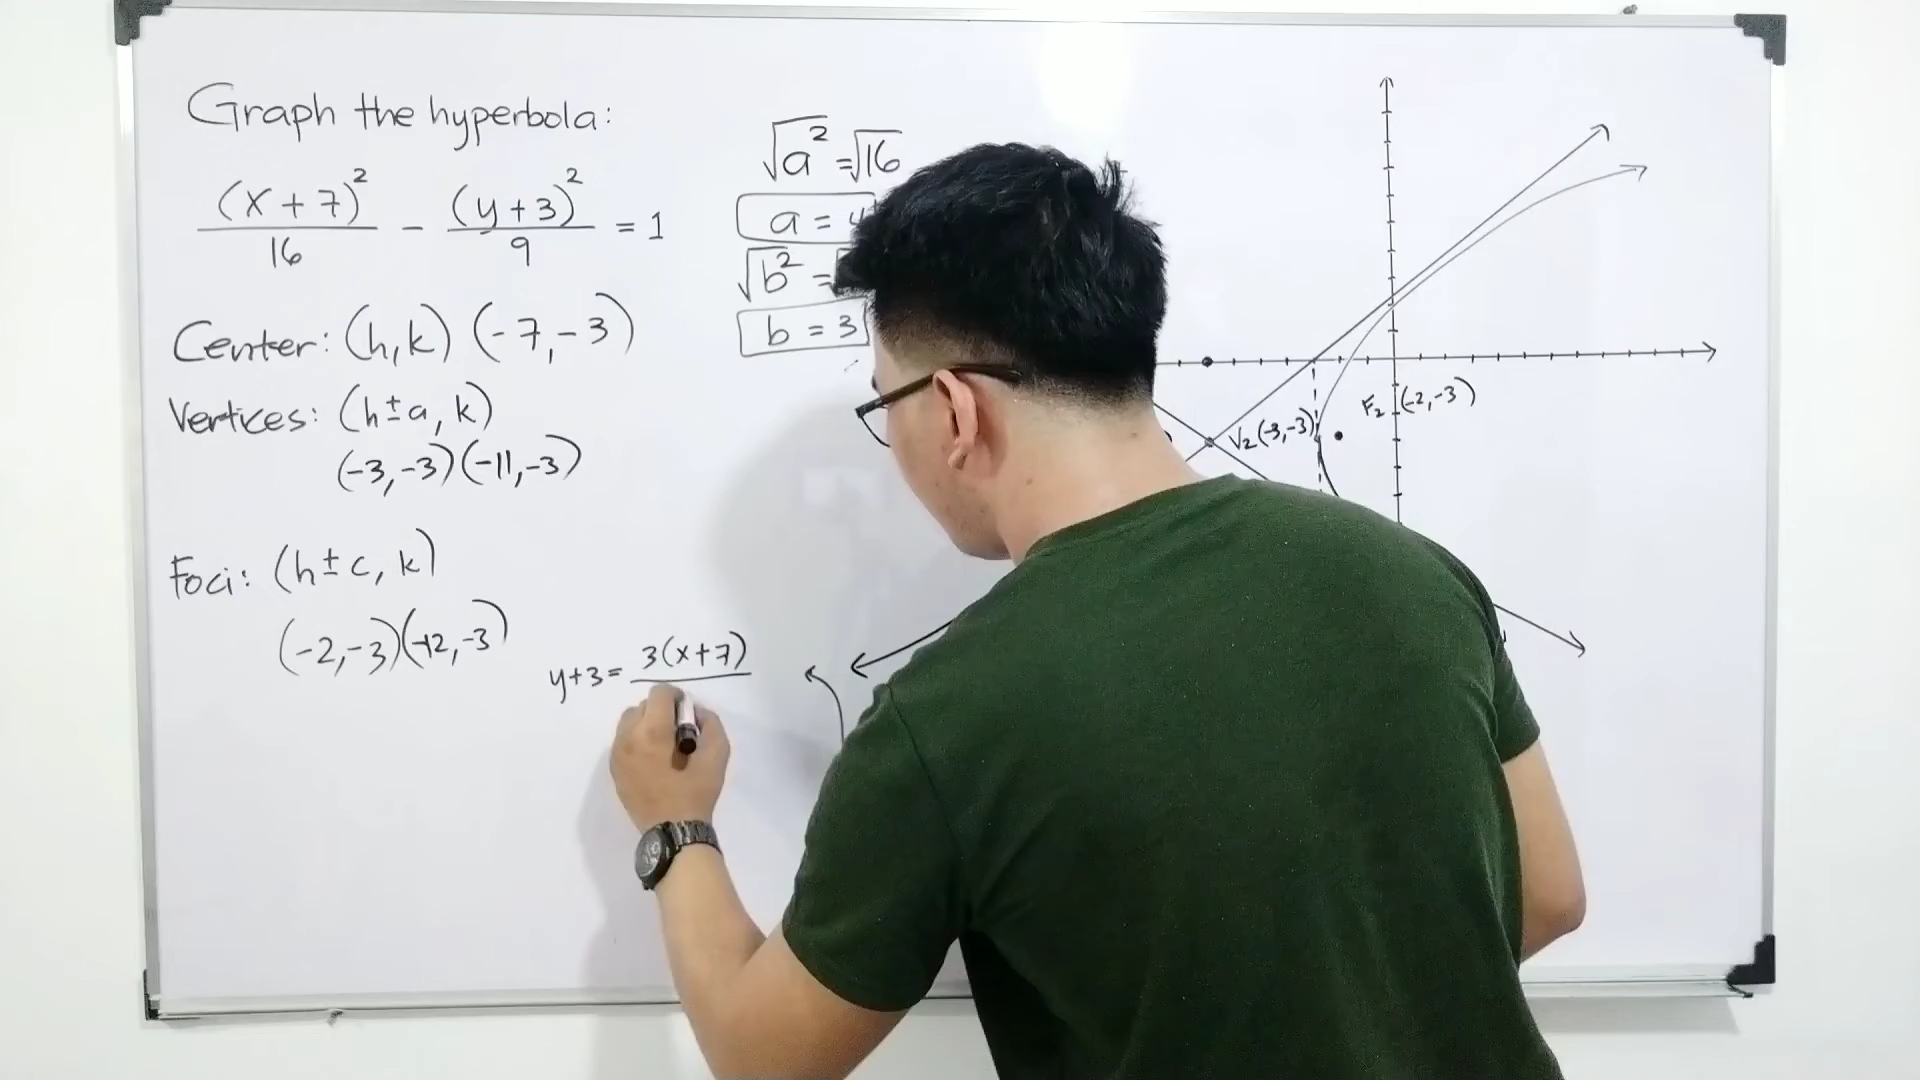 Graph the hyperbola:
(x+7)²/16 - (y+3)²/9 = 1
Center: (h,k) (-7,-3)
Vertices: (h±a, k)
(-3,-3)(-11,-3)
Foci: (h±c, k)
(-2,-3)(-12,-3)
y+3= 3(x+7)
√a² = √16
a = 4
√b² =
b = 3
V₂(-3,-3)
F₂ (-2,-3)